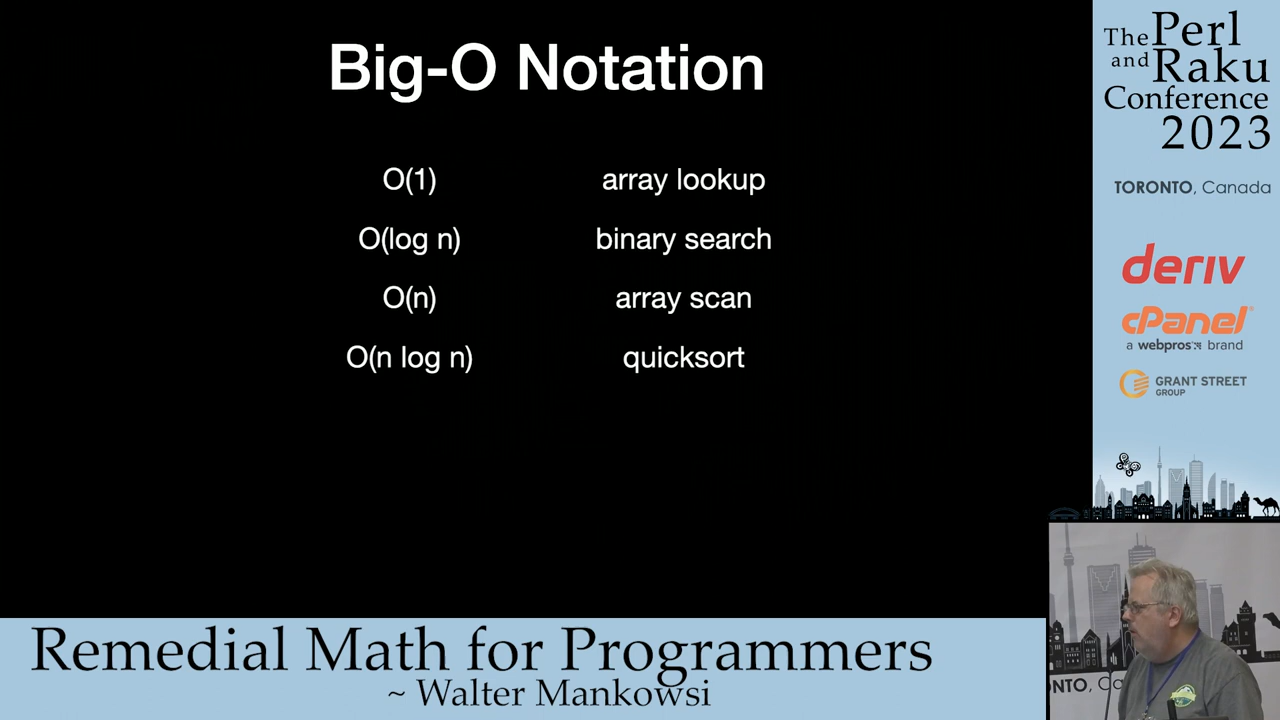 Big-O Notation
O(1) array lookup
O(log n) binary search
O(n) array scan
O(n log n) quicksort
The Perl
and Raku
Conference
2023
TORONTO, Canada
deriv
cPanel®
a webpros brand
GRANT STREET
GROUP
Remedial Math for Programmers
~ Walter Mankowsi